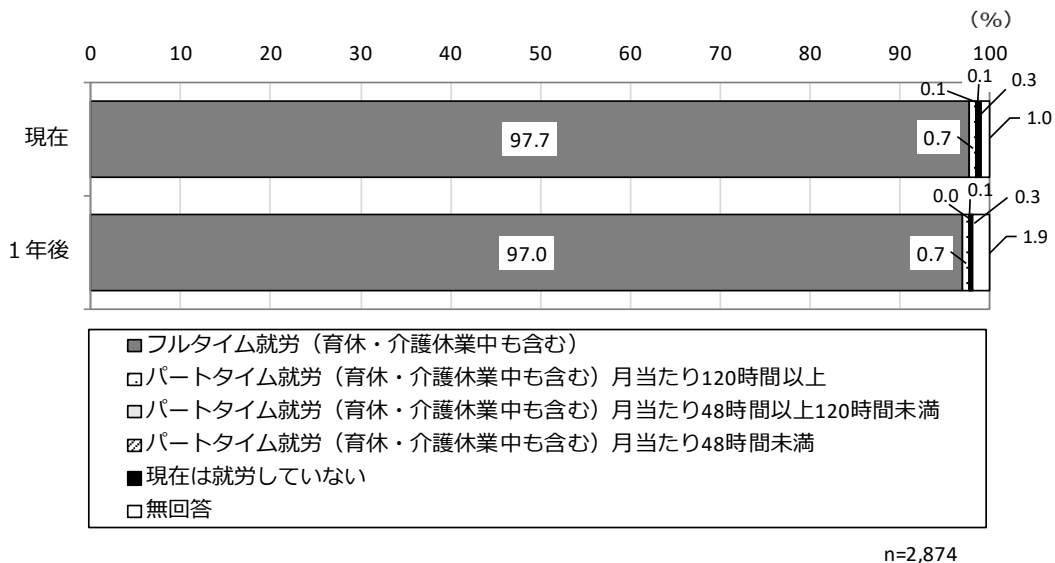 （%）
0 10 20 30 40 50 60 70 80 90 100
0.1 0.1 0.3
現在 97.7 0.7 1.0
0.0 0.1 0.3
１年後 97.0 0.7 1.9
フルタイム就労（育休・介護休業中も含む）
パートタイム就労（育休・介護休業中も含む）月当たり120時間以上
パートタイム就労（育休・介護休業中も含む）月当たり48時間以上120時間未満
パートタイム就労（育休・介護休業中も含む）月当たり48時間未満
現在は就労していない
無回答
n=2,874